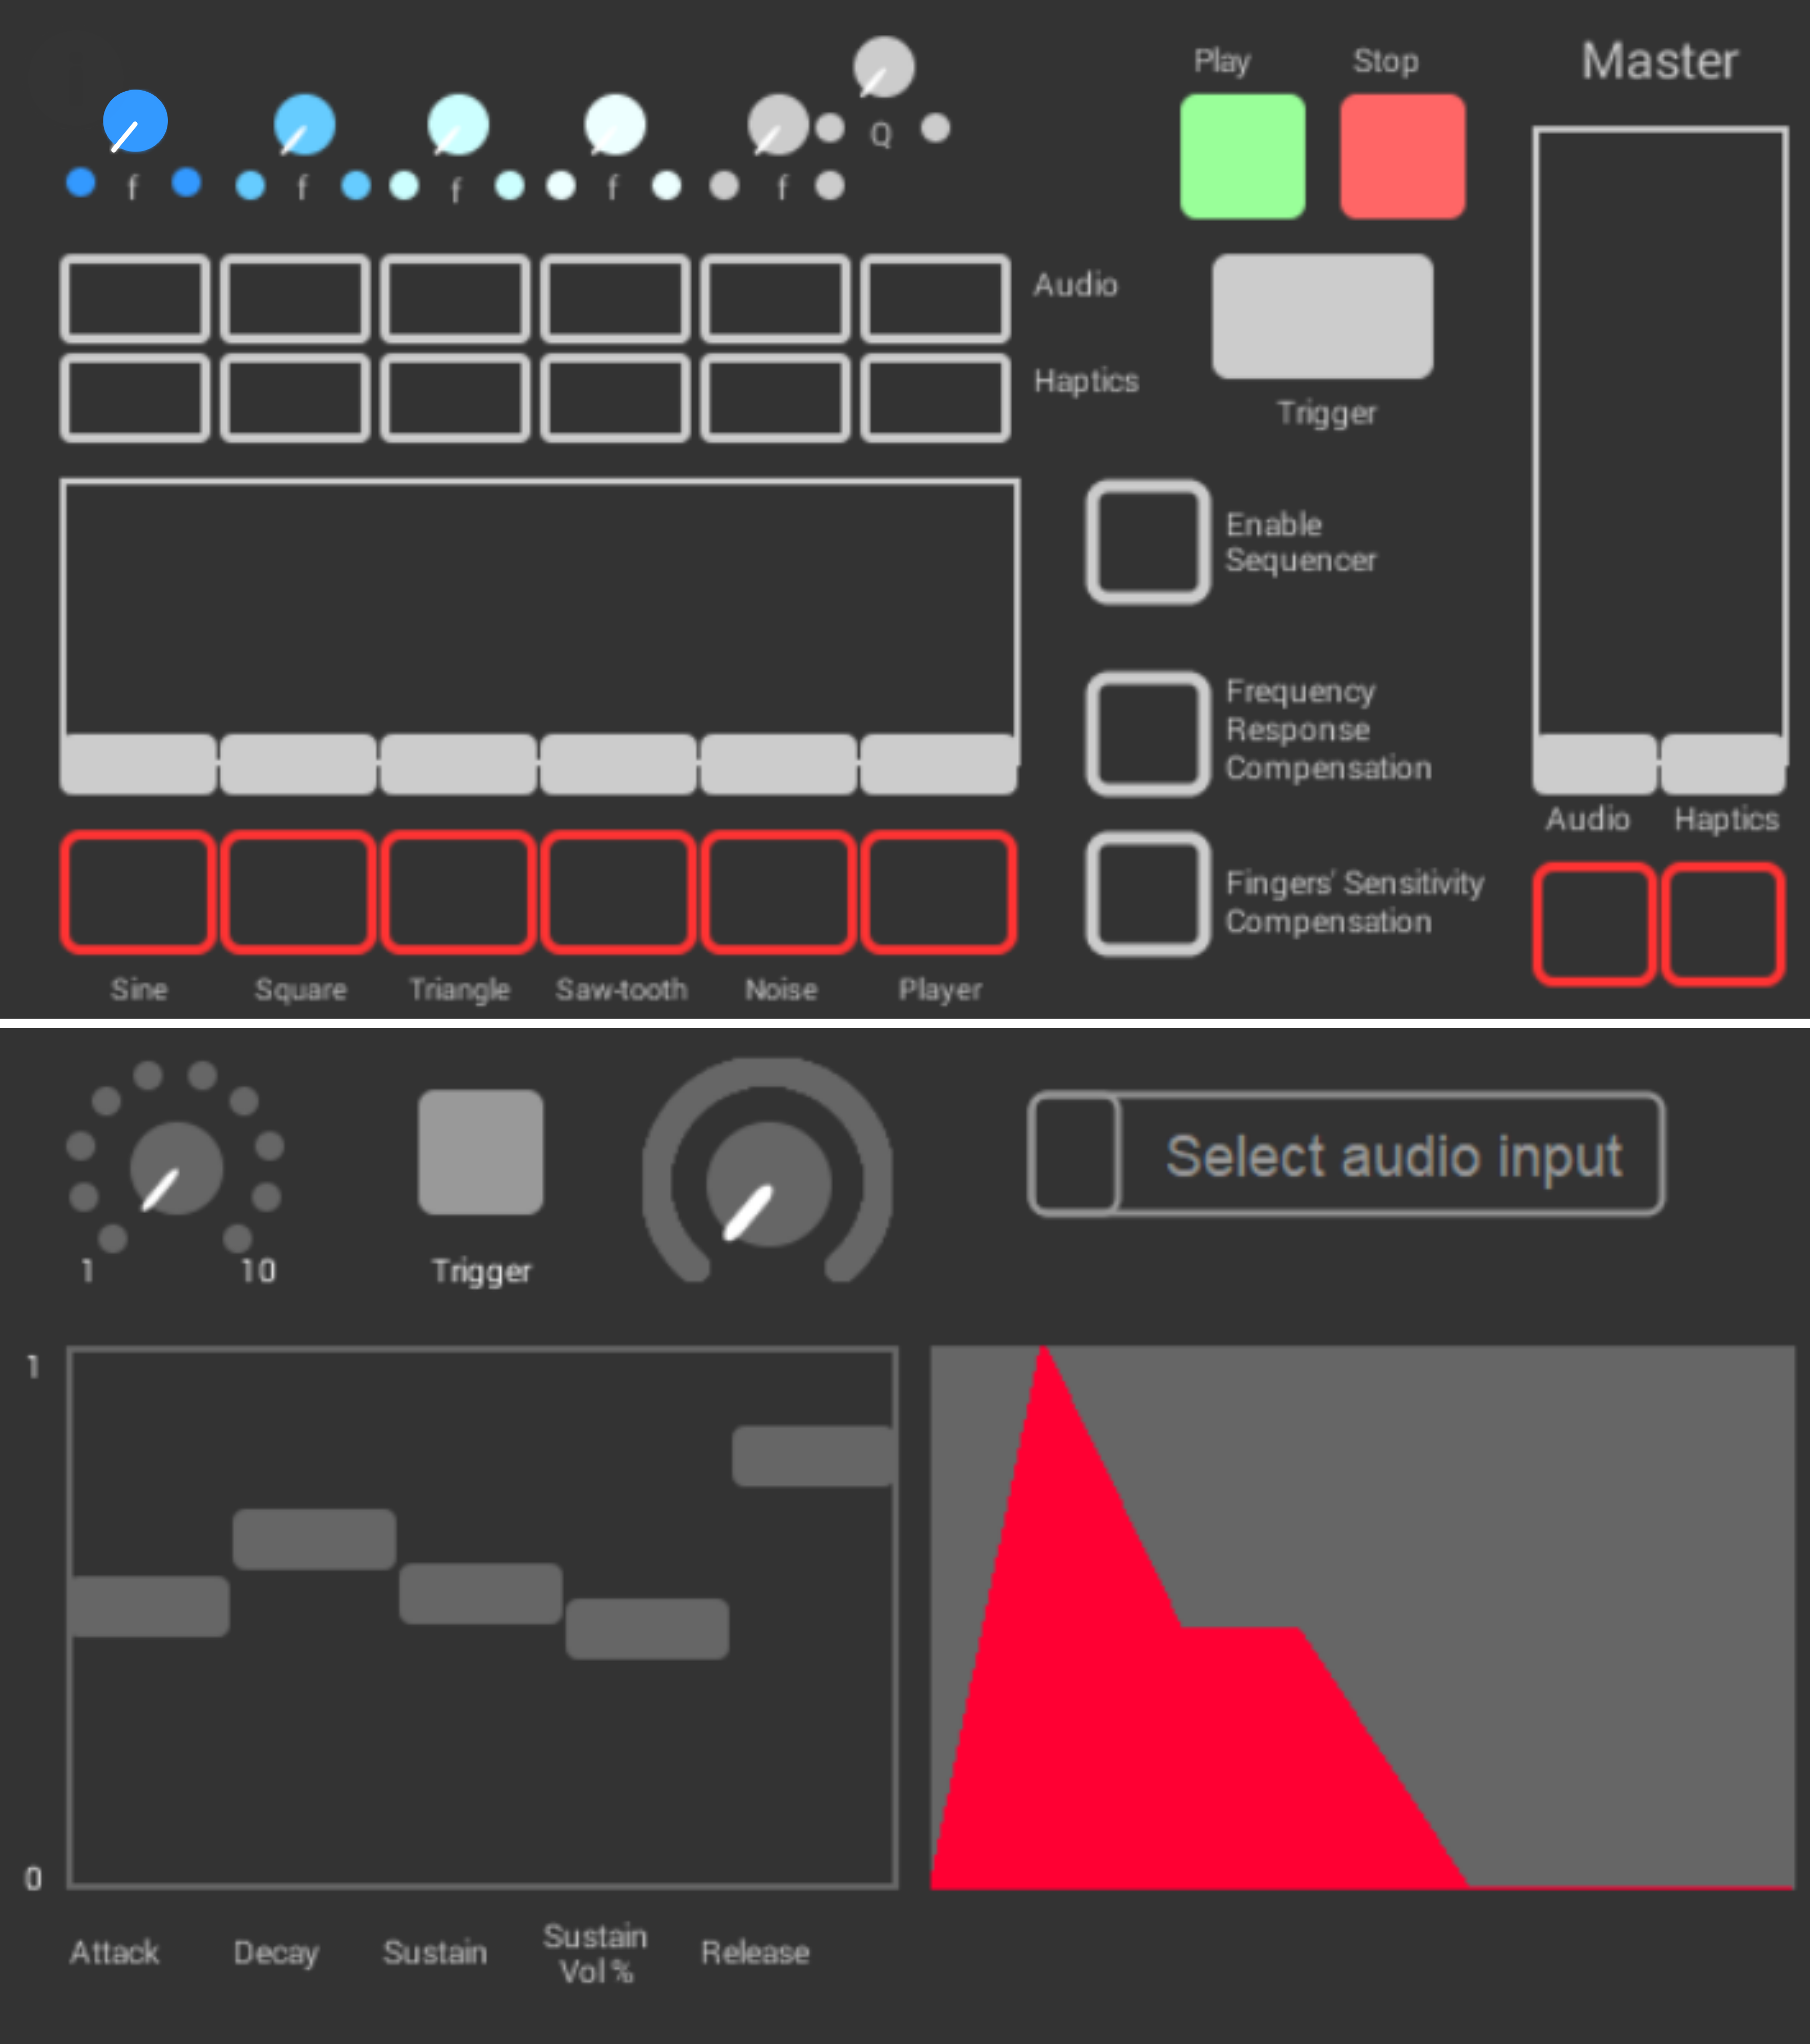 Play
Stop
Master
Q
f
f
f
f
f
Audio
Haptics
Trigger
Enable
Sequencer
Frequency
Response
Compensation
Audio
Haptics
Fingers' Sensitivity
Compensation
Sine
Square
Triangle
Saw-tooth
Noise
Player
Select audio input
1
10
Trigger
1
0
Attack
Decay
Sustain
Sustain
Vol %
Release